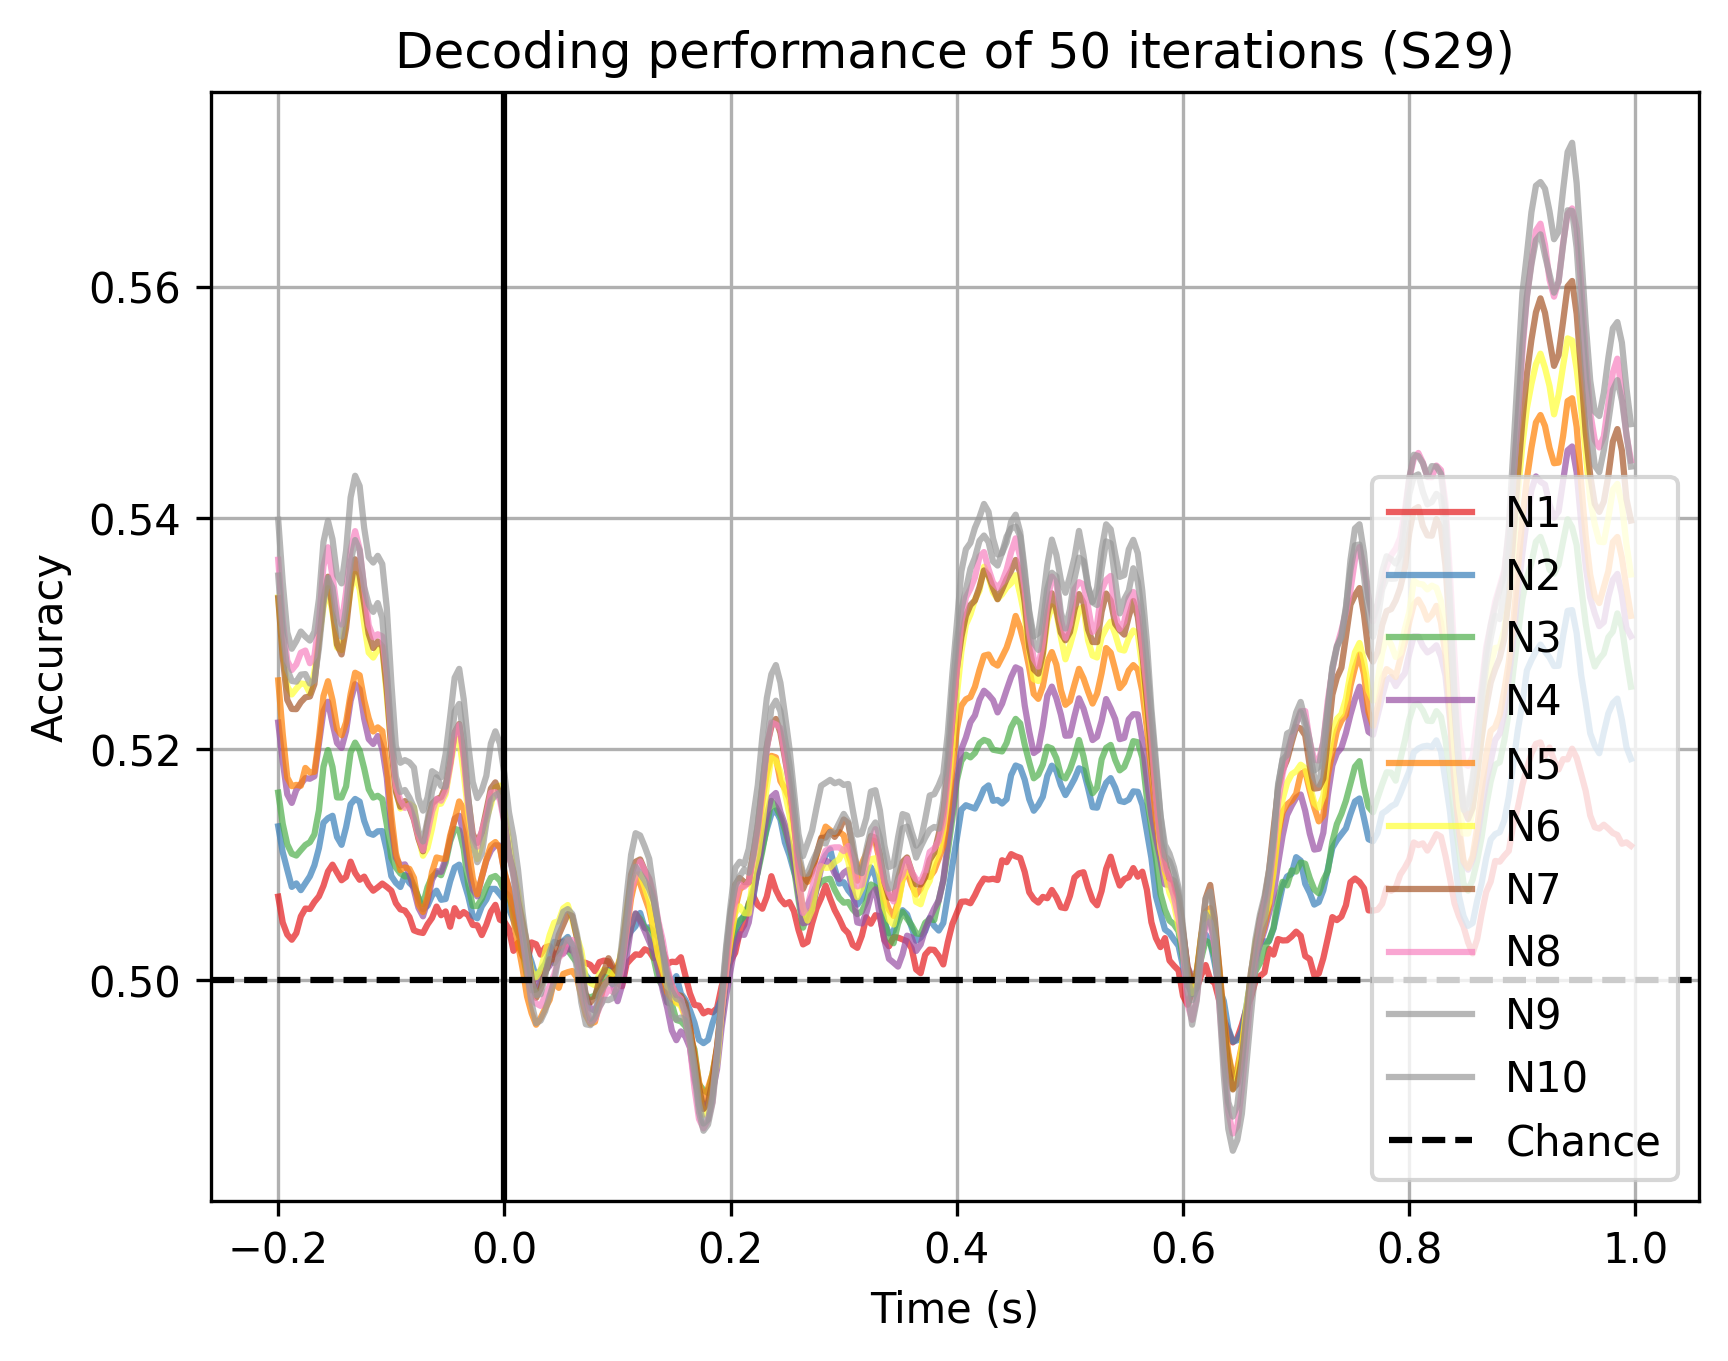 Decoding performance of 50 iterations (S29)
Accuracy
0.56
0.54
0.52
0.50
N1
N2
N3
N4
N5
N6
N7
N8
N9
N10
Chance
−0.2
0.0
0.2
0.4
0.6
0.8
1.0
Time (s)